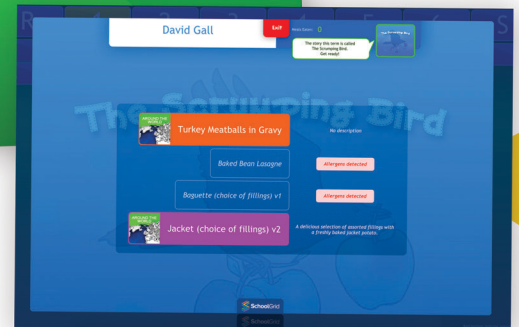 David Gall
Exit
The story this term is called
The Scrumping Bird.
Get ready!
The Scrumping Bird
AROUND THE
WORLD
Turkey Meatballs in Gravy
No description
Baked Bean Lasagne
Allergens detected
Baguette (choice of fillings) v1
Allergens detected
AROUND THE
WORLD
Jacket (choice of fillings) v2
A delicious selection of assorted fillings with
a freshly baked jacket potato.
SchoolGrid
SchoolGrid